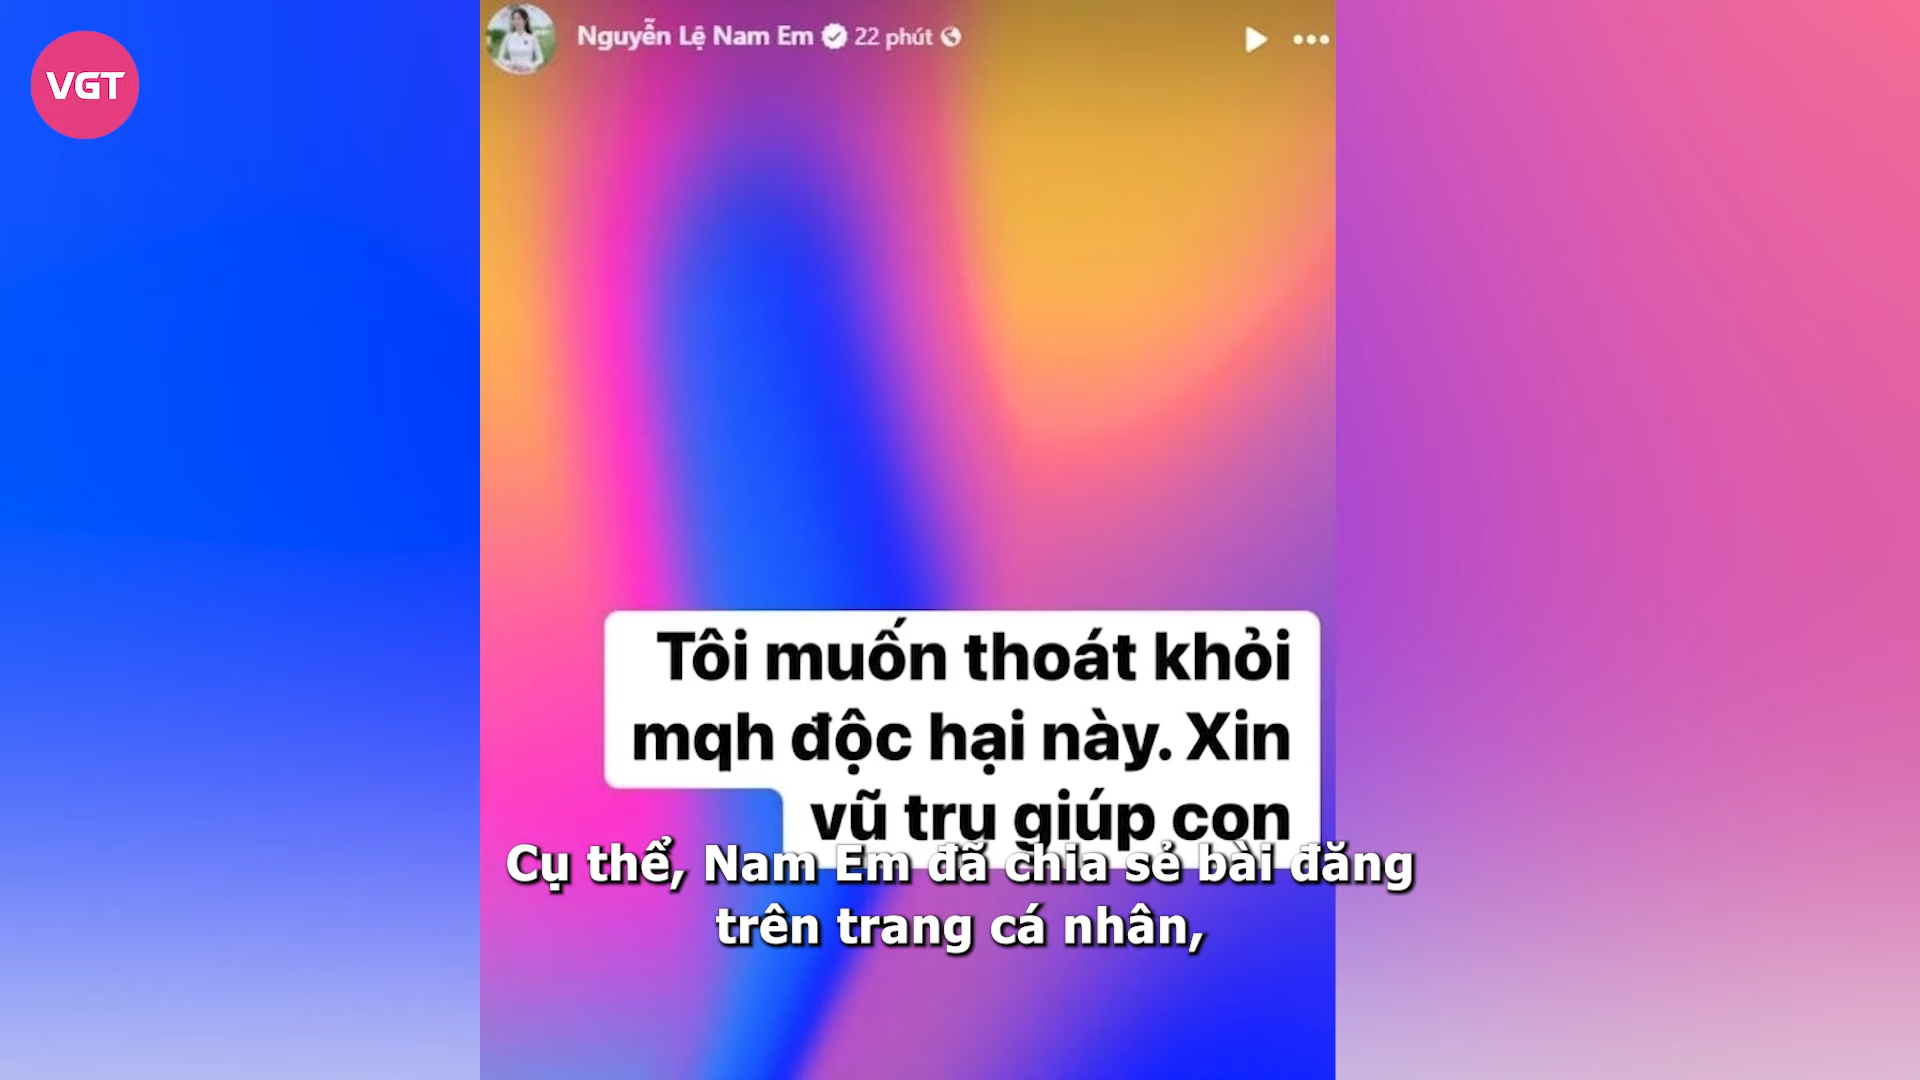 VGT
Nguyễn Lệ Nam Em 22 phút
Tôi muốn thoát khỏi
mqh độc hại này. Xin
vũ trụ giúp con
Cụ thể, Nam Em đã chia sẻ bài đăng
trên trang cá nhân,